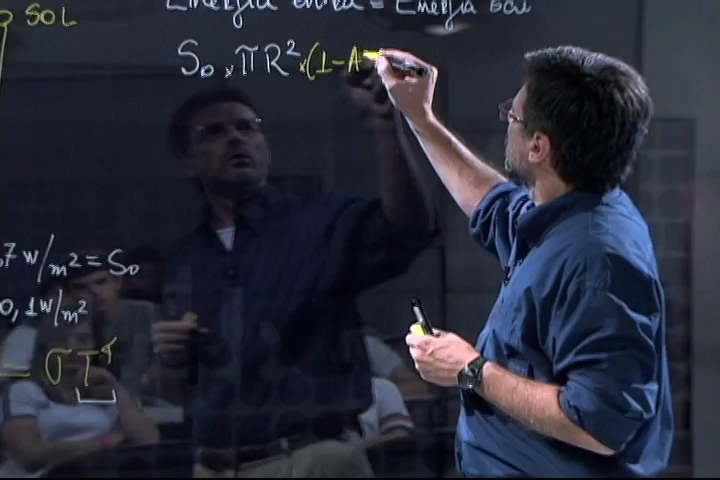 SOL
Energia entra = Energia sai
S₀ × π R² × (1 - A
7 W/m² = S₀
0,1 W/m²
= σ T⁴